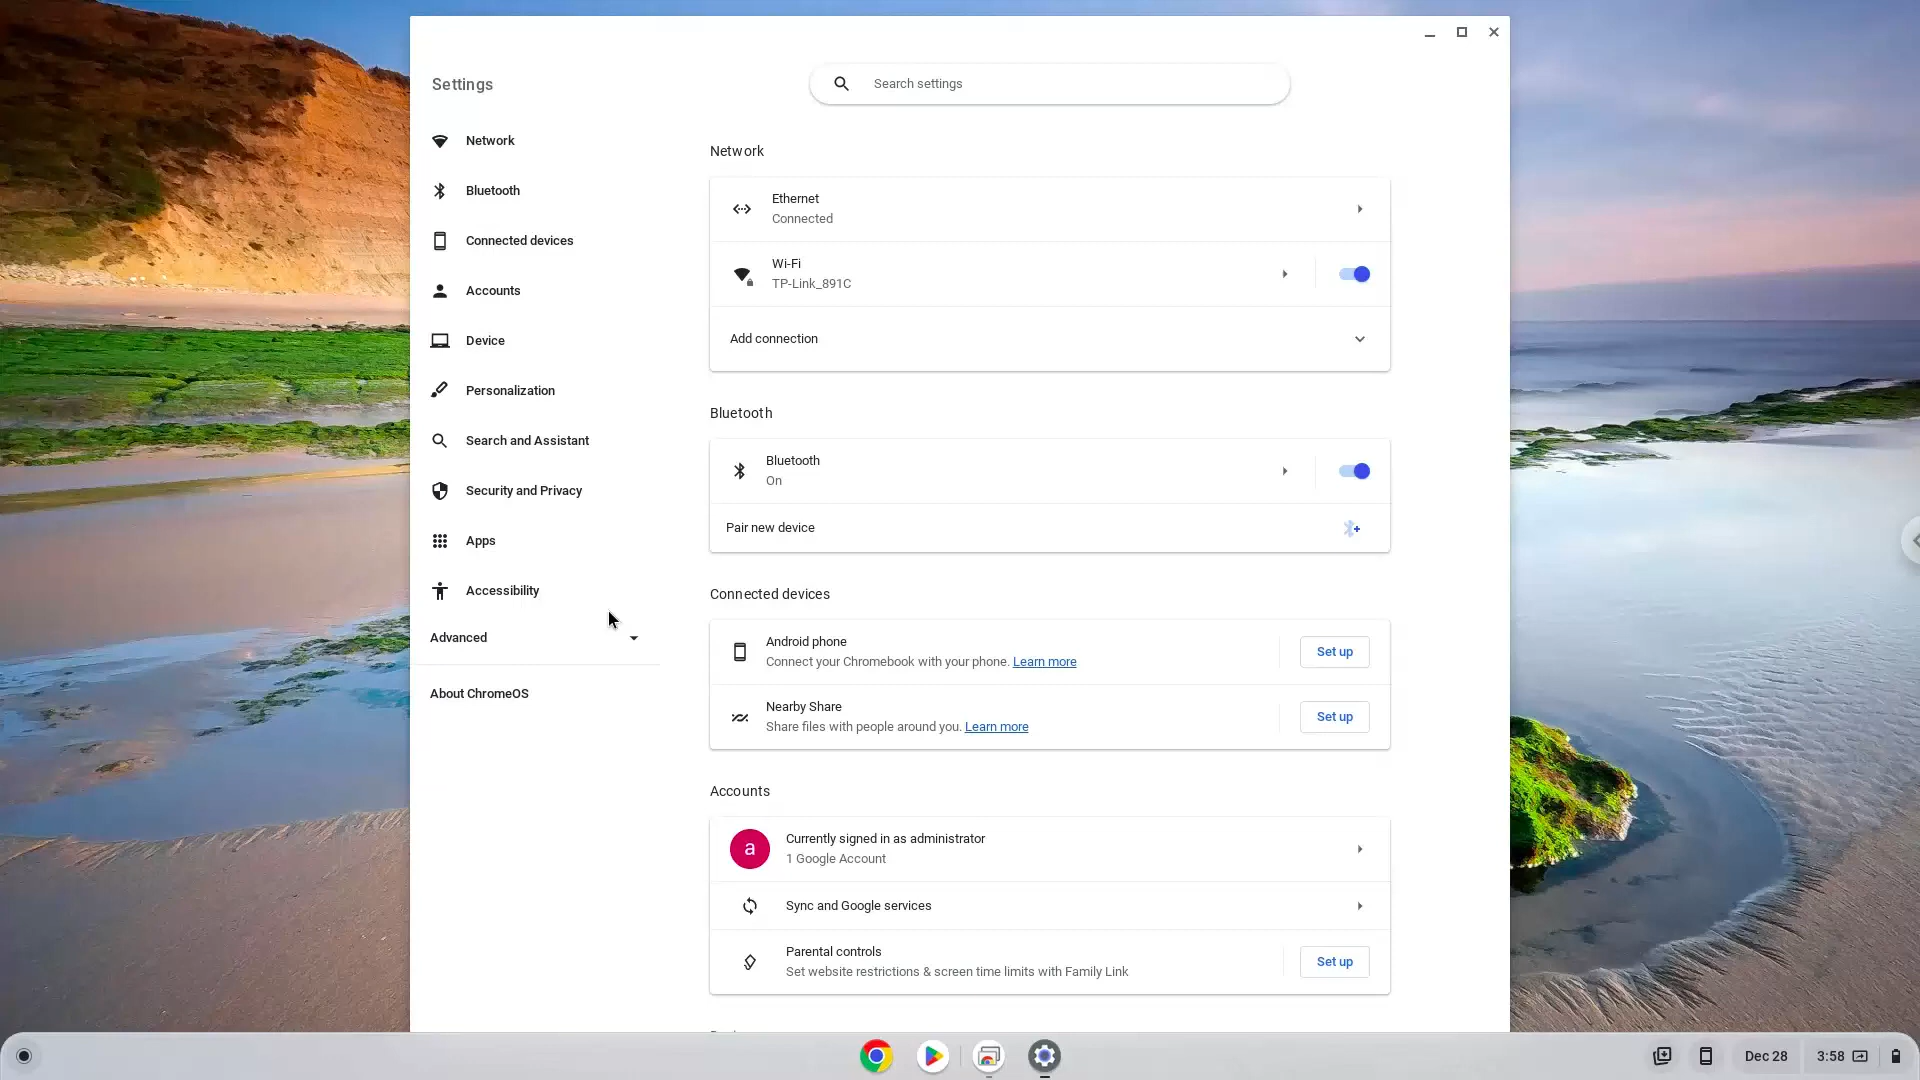 Settings
Search settings
Network
Bluetooth
Connected devices
Accounts
Device
Personalization
Search and Assistant
Security and Privacy
Apps
Accessibility
Advanced
About ChromeOS
Network
Ethernet
Connected
Wi-Fi
TP-Link_891C
Add connection
Bluetooth
Bluetooth
On
Pair new device
Connected devices
Android phone
Connect your Chromebook with your phone. Learn more
Set up
Nearby Share
Share files with people around you. Learn more
Set up
Accounts
a
Currently signed in as administrator
1 Google Account
Sync and Google services
Parental controls
Set website restrictions & screen time limits with Family Link
Set up
Dec 28
3:58